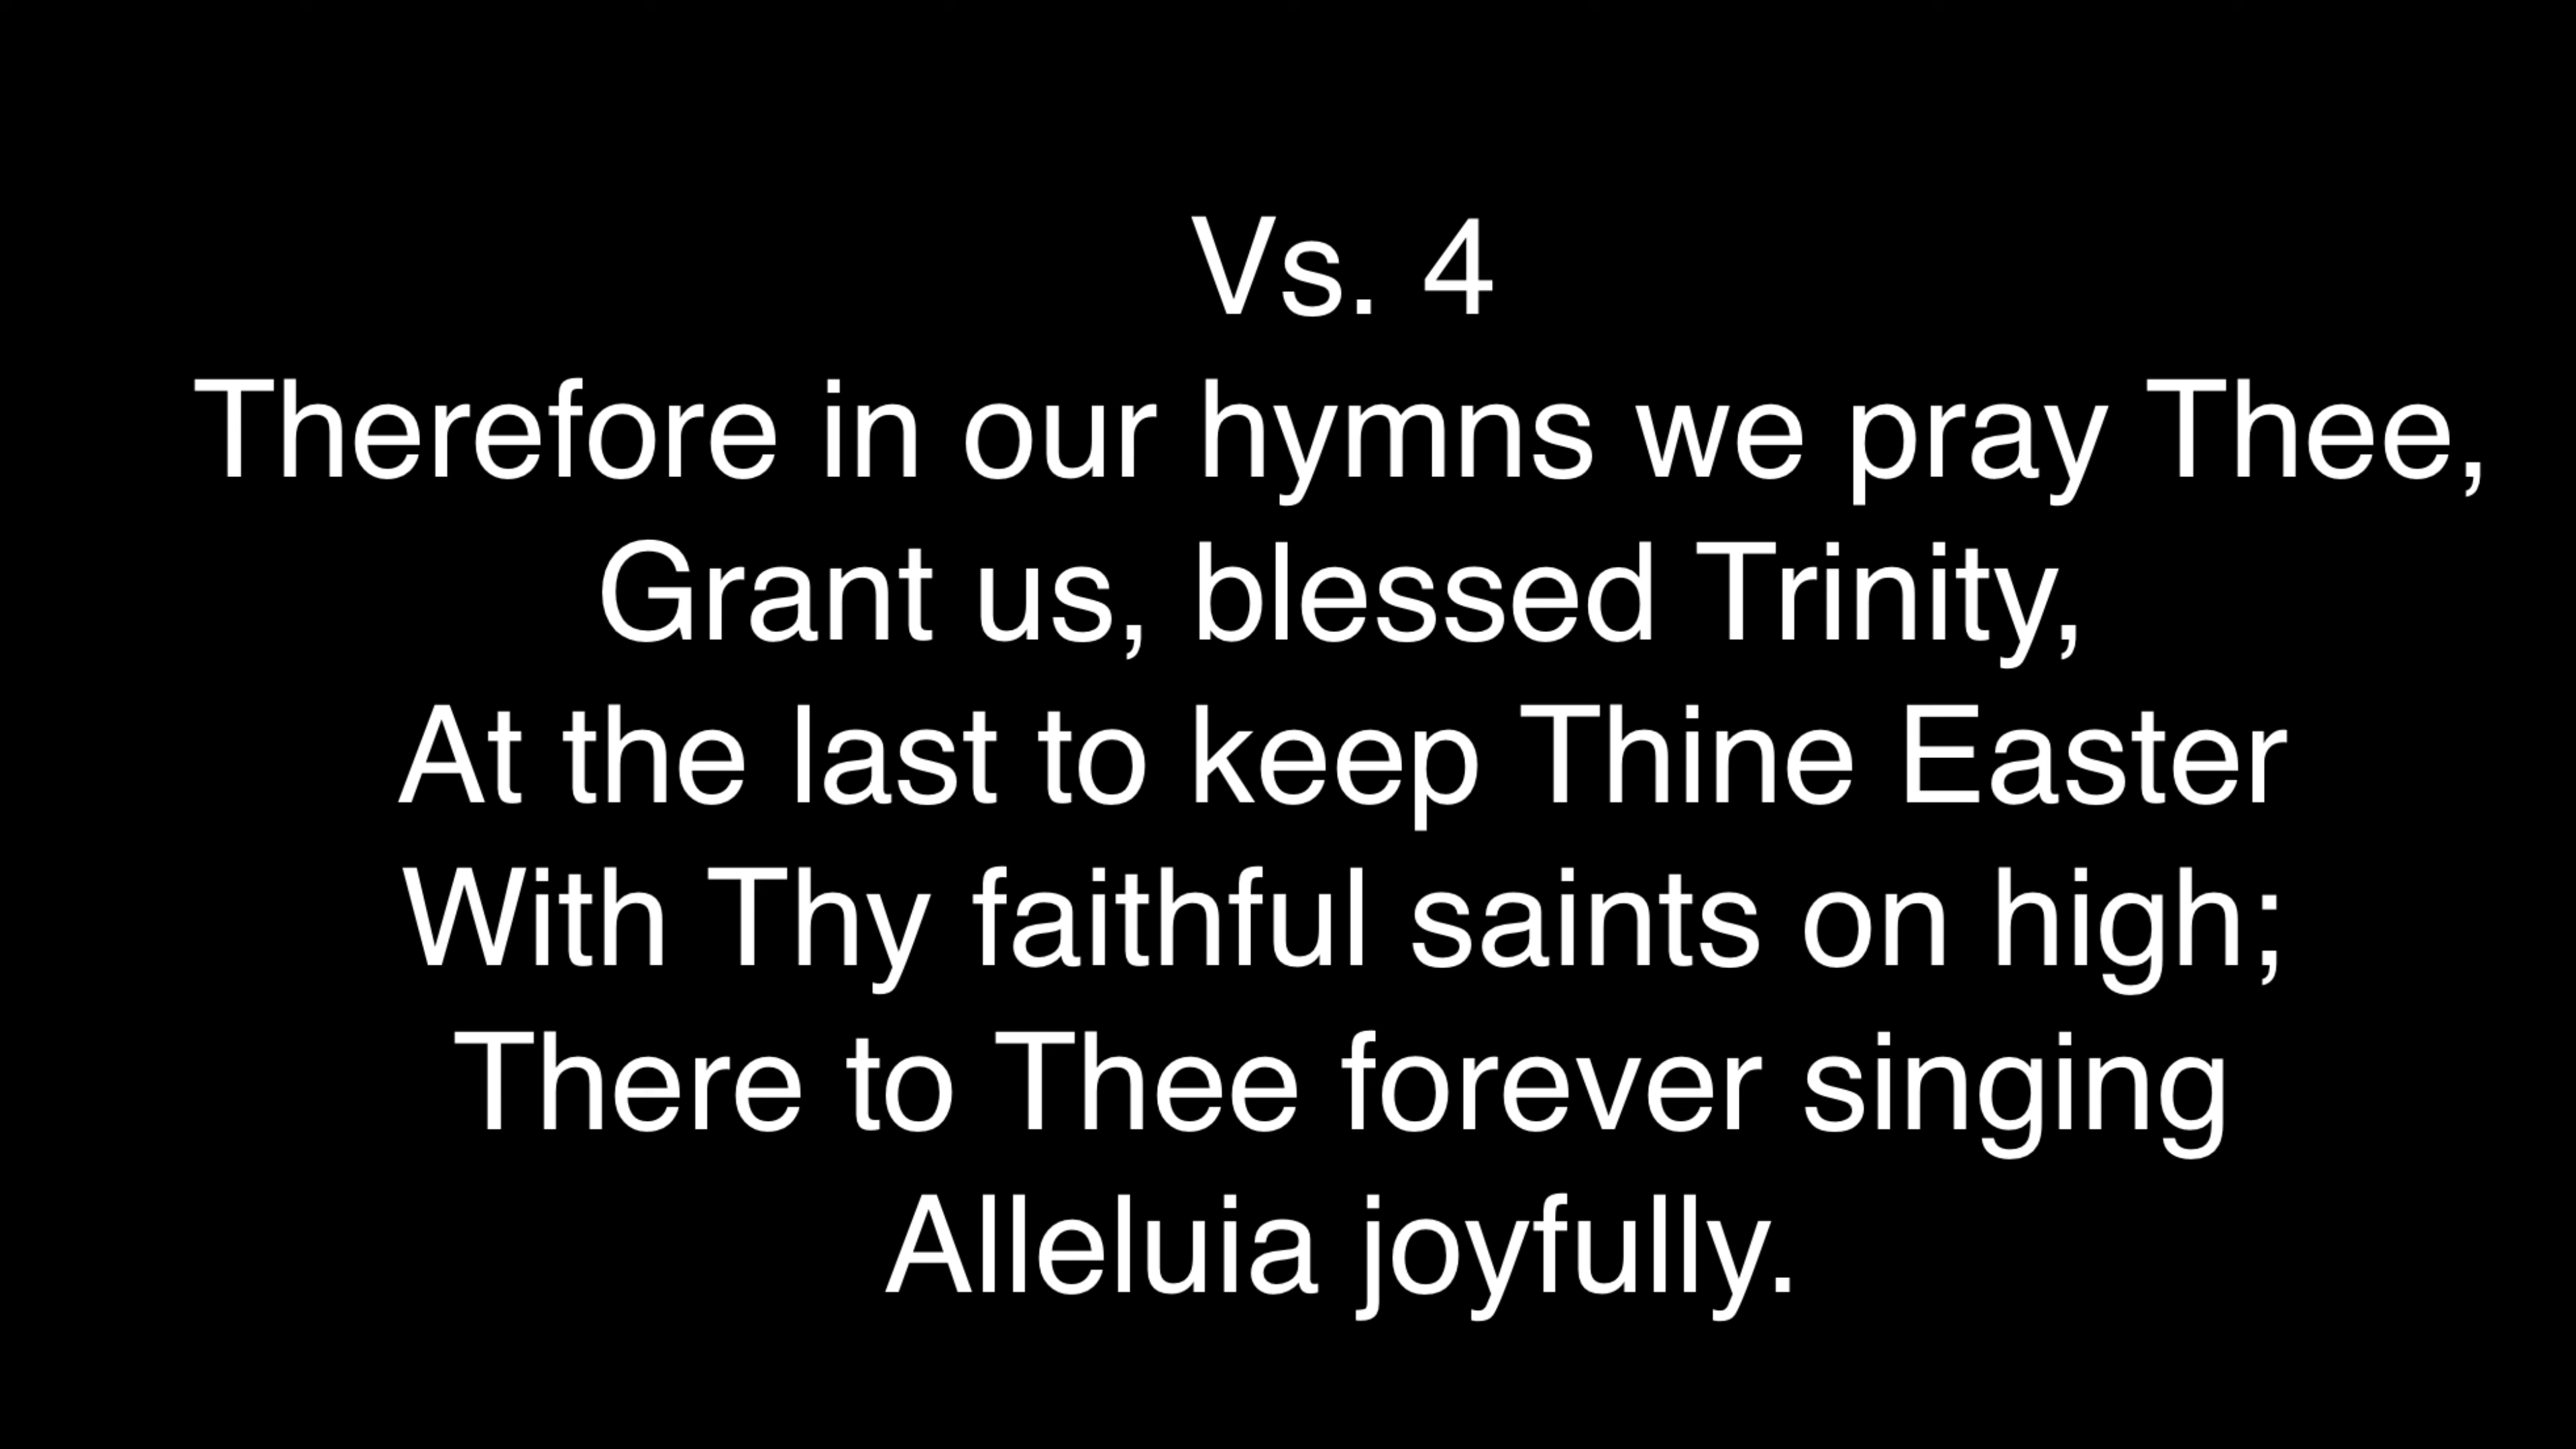 Vs. 4
Therefore in our hymns we pray Thee,
Grant us, blessed Trinity,
At the last to keep Thine Easter
With Thy faithful saints on high;
There to Thee forever singing
Alleluia joyfully.